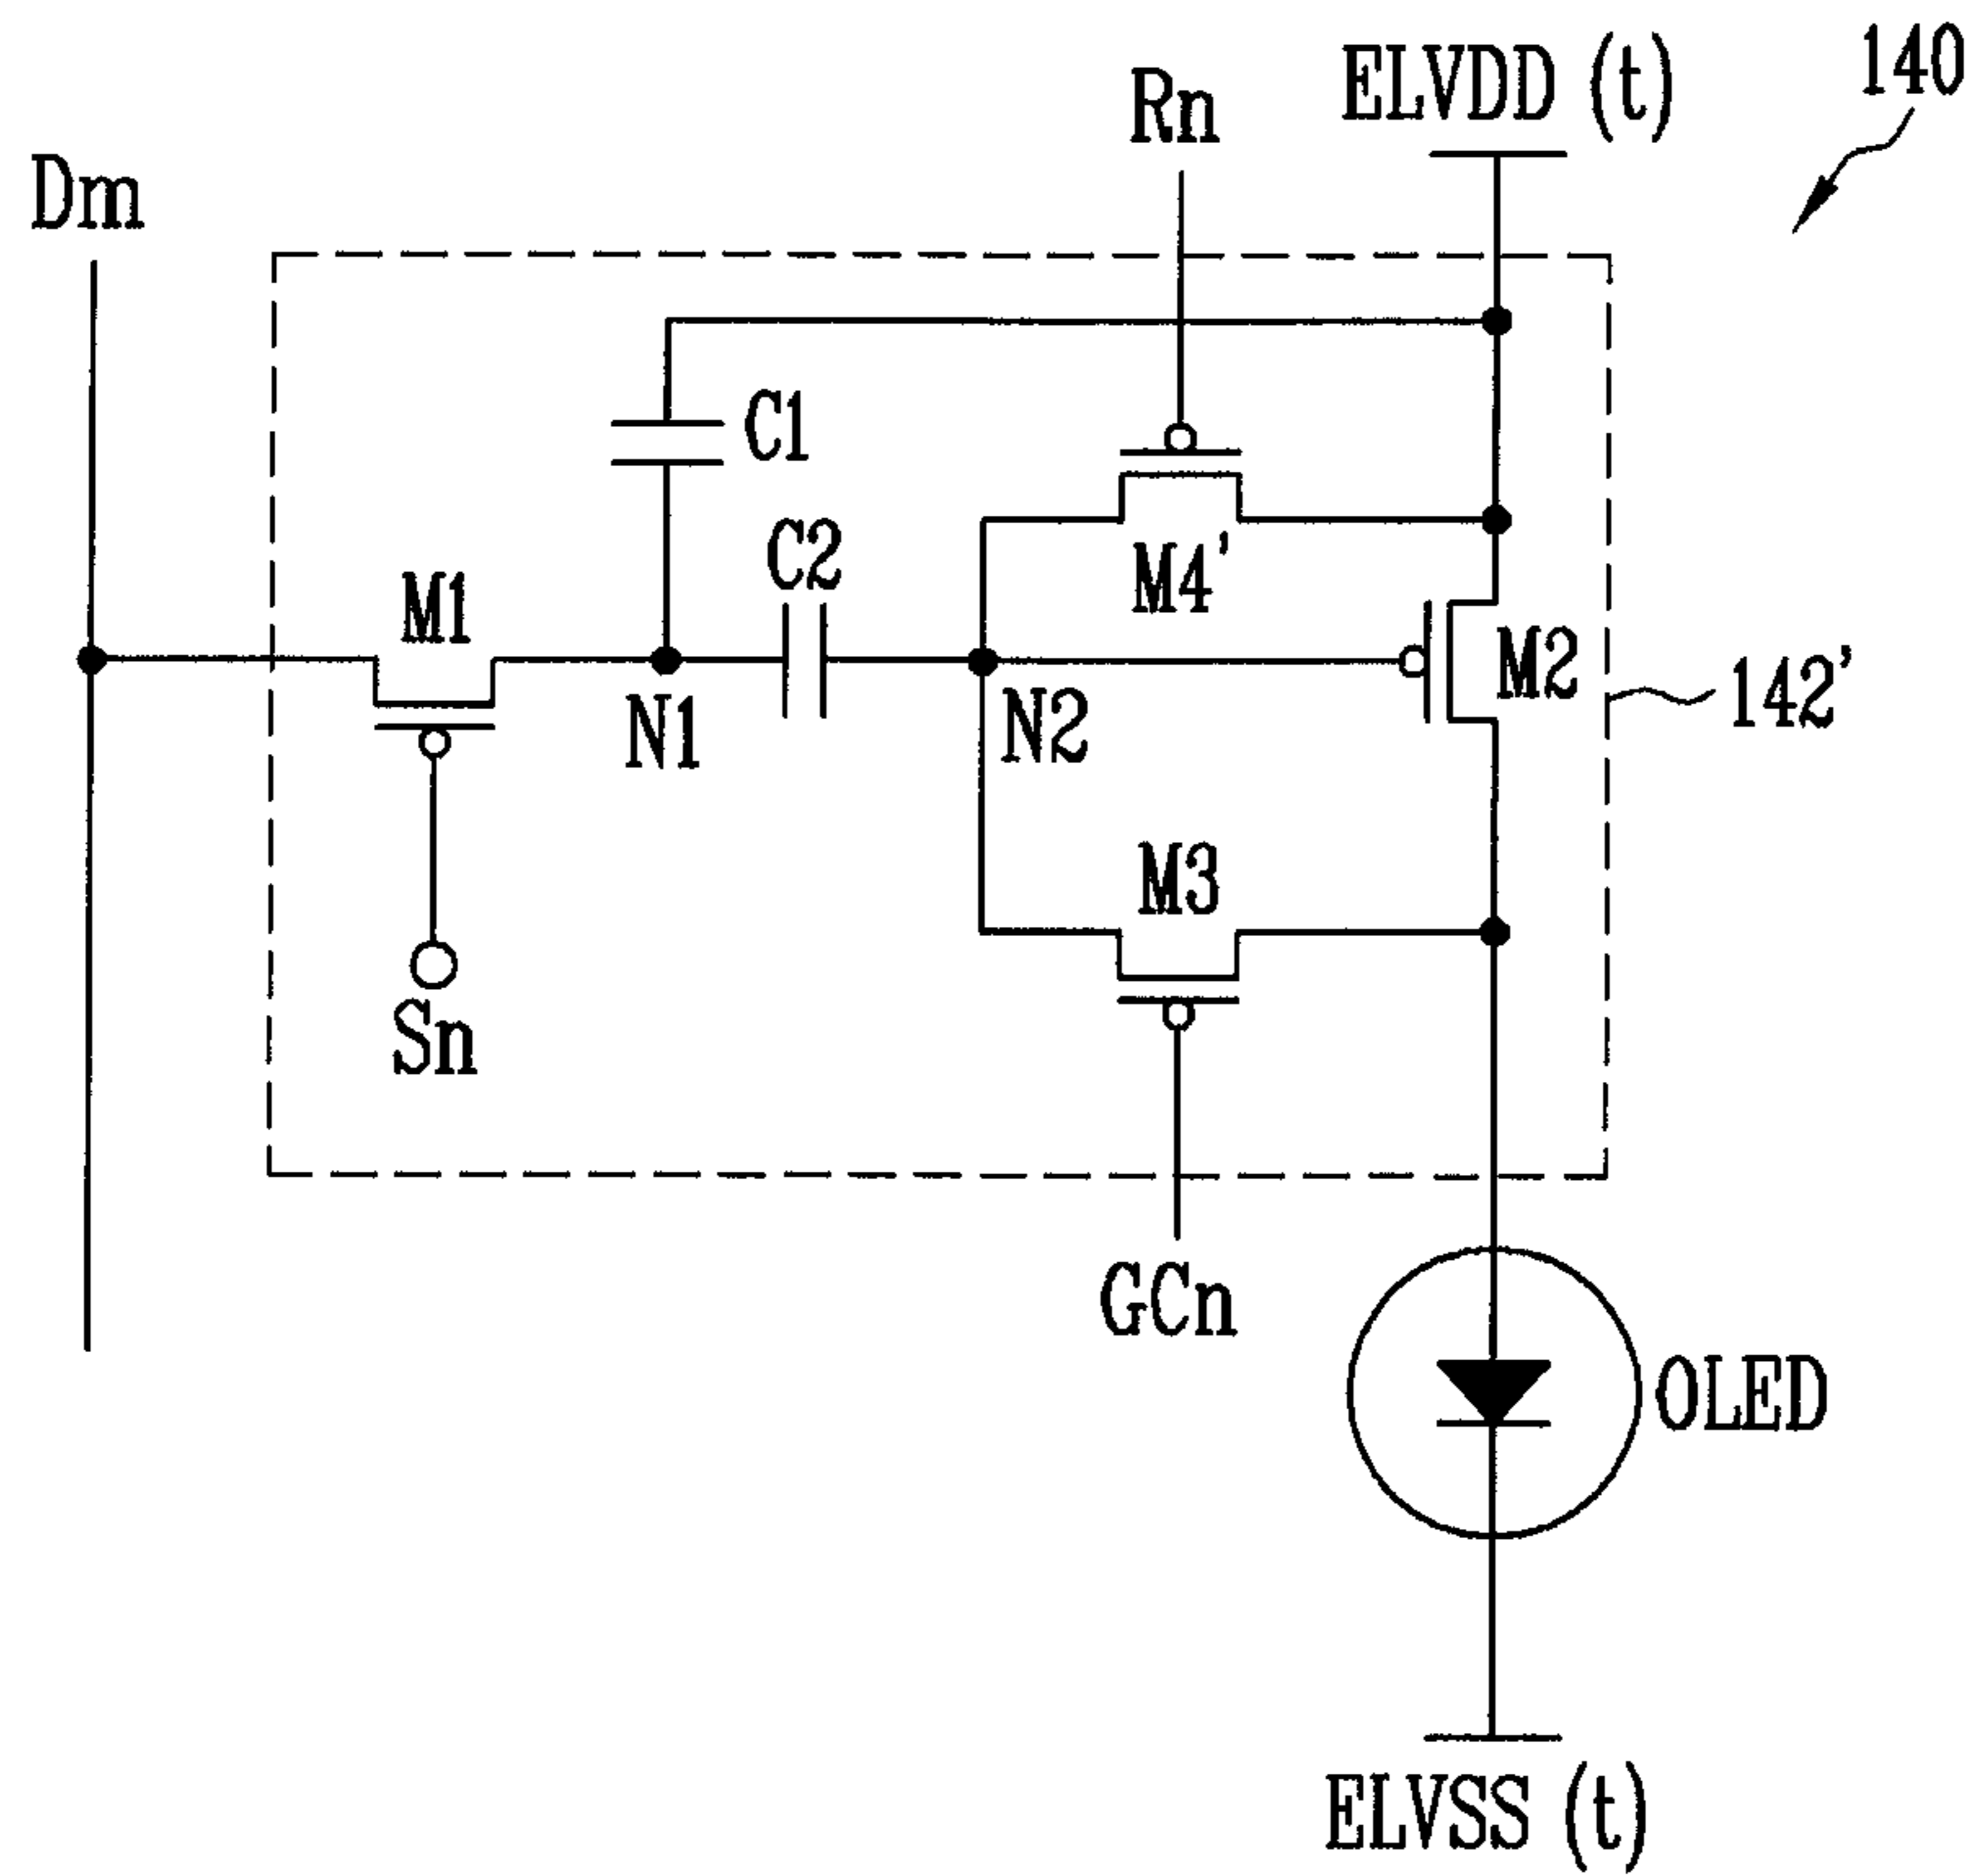 140
ELVDD (t)
Rn
Dm
C1
C2
M4'
M1
M2
142'
N1
N2
M3
Sn
GCn
OLED
ELVSS (t)